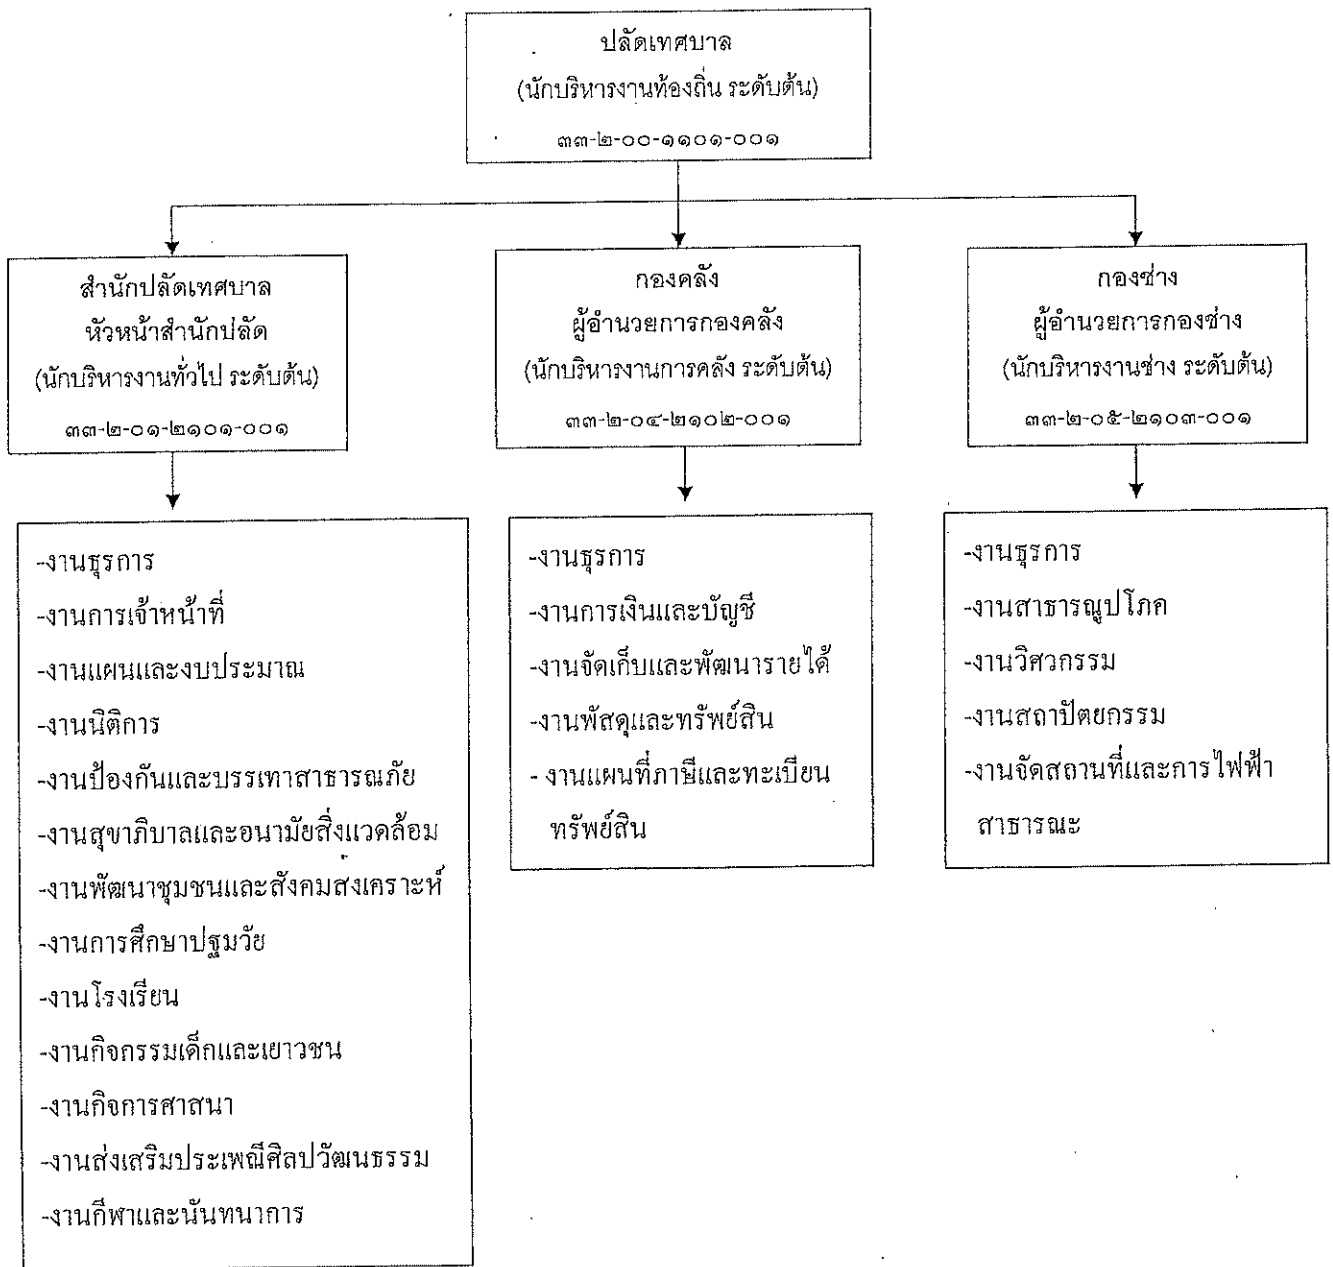 ปลัดเทศบาล
(นักบริหารงานท้องถิ่น ระดับต้น)
๓๓-๒-๐๐-๑๑๐๑-๐๐๑
สำนักปลัดเทศบาล
หัวหน้าสำนักปลัด
(นักบริหารงานทั่วไป ระดับต้น)
๓๓-๒-๐๑-๒๑๐๑-๐๐๑
กองคลัง
ผู้อำนวยการกองคลัง
(นักบริหารงานการคลัง ระดับต้น)
๓๓-๒-๐๔-๒๑๐๒-๐๐๑
กองช่าง
ผู้อำนวยการกองช่าง
(นักบริหารงานช่าง ระดับต้น)
๓๓-๒-๐๕-๒๑๐๓-๐๐๑
-งานธุรการ
-งานการเจ้าหน้าที่
-งานแผนและงบประมาณ
-งานนิติการ
-งานป้องกันและบรรเทาสาธารณภัย
-งานสุขาภิบาลและอนามัยสิ่งแวดล้อม
-งานพัฒนาชุมชนและสังคมสงเคราะห์
-งานการศึกษาปฐมวัย
-งานโรงเรียน
-งานกิจกรรมเด็กและเยาวชน
-งานกิจการศาสนา
-งานส่งเสริมประเพณีศิลปวัฒนธรรม
-งานกีฬาและนันทนาการ
-งานธุรการ
-งานการเงินและบัญชี
-งานจัดเก็บและพัฒนารายได้
-งานพัสดุและทรัพย์สิน
- งานแผนที่ภาษีและทะเบียน
ทรัพย์สิน
-งานธุรการ
-งานสาธารณูปโภค
-งานวิศวกรรม
-งานสถาปัตยกรรม
-งานจัดสถานที่และการไฟฟ้า
สาธารณะ